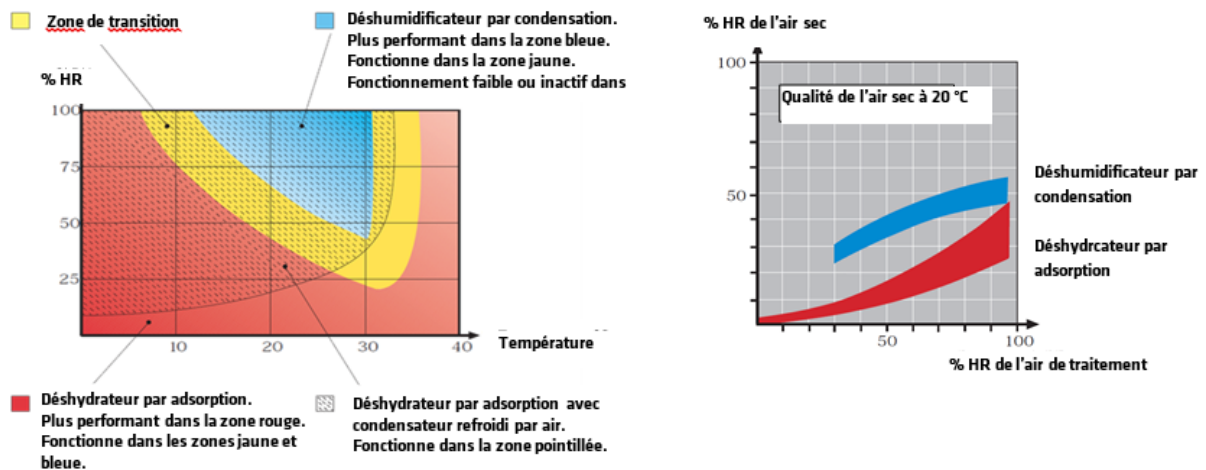 Zone de transition
Déshumidificateur par condensation.
Plus performant dans la zone bleue.
Fonctionne dans la zone jaune.
Fonctionnement faible ou inactif dans
% HR
100
75
50
25
10
20
30
40
Température
Déshydrateur par adsorption.
Plus performant dans la zone rouge.
Fonctionne dans les zones jaune et
bleue.
Déshydrateur par adsorption avec
condensateur refroidi par air.
Fonctionne dans la zone pointillée.
% HR de l'air sec
100
Qualité de l'air sec à 20 °C
50
50
100
% HR de l'air de traitement
Déshumidificateur par
condensation
Déshydrcateur par
adsorption